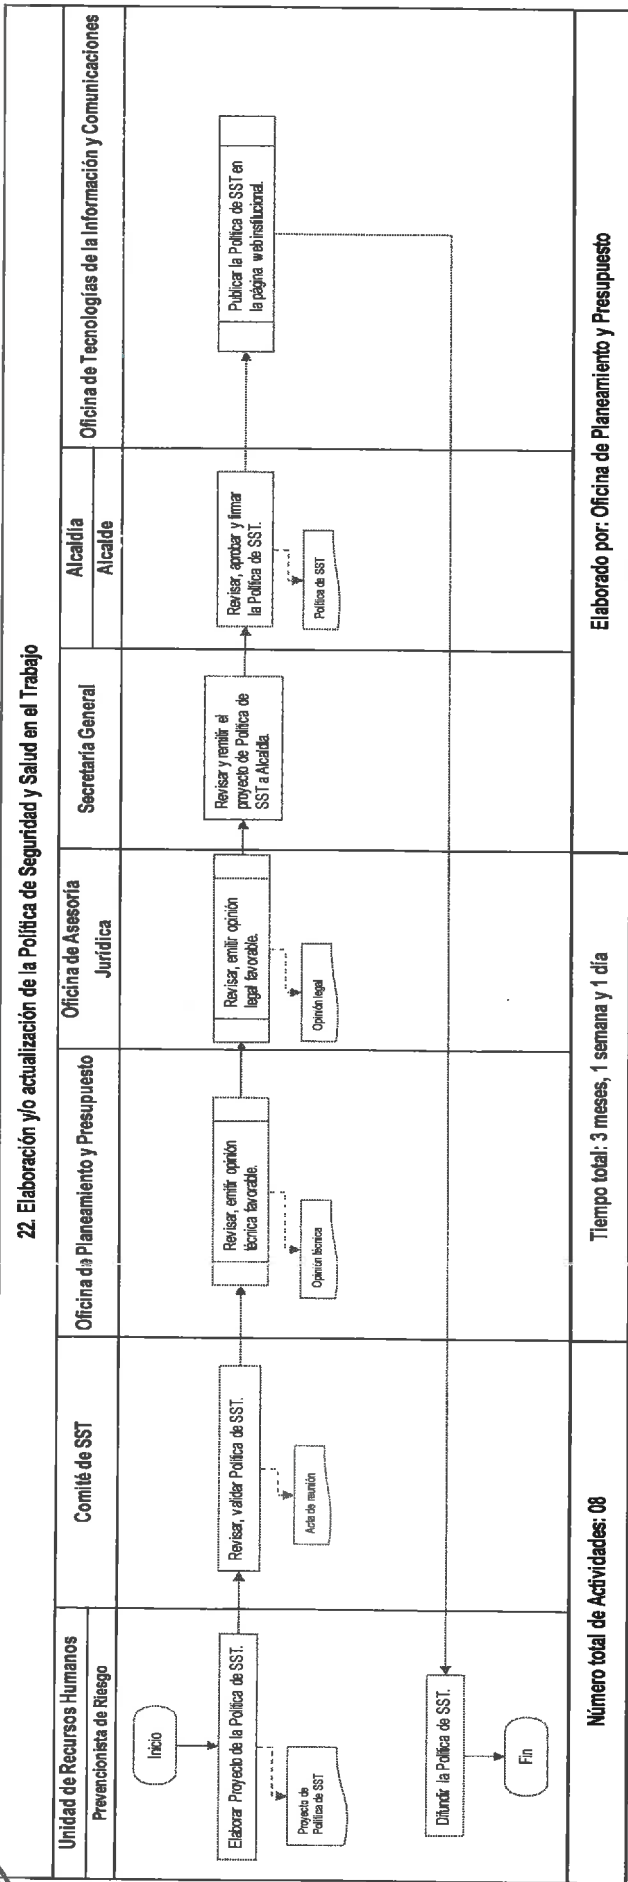 22. Elaboración y/o actualización de la Política de Seguridad y Salud en el Trabajo
Unidad de Recursos Humanos
Prevencionista de Riesgo
Comité de SST
Oficina de Planeamiento y Presupuesto
Oficina de Asesoría
Jurídica
Secretaría General
Alcaldía
Alcalde
Oficina de Tecnologías de la Información y Comunicaciones
Inicio
Elaborar Proyecto de la Política de SST.
Proyecto de
Política de SST
Revisar, validar Política de SST.
Acta de reunión
Revisar, emitir opinión
técnica favorable.
Opinión técnica
Revisar, emitir opinión
legal favorable.
Opinión legal
Revisar y remitir el
proyecto de Política de
SST a Alcaldía.
Revisar, aprobar y firmar
la Política de SST.
Política de SST
Publicar la Política de SST en
la página web institucional.
Difundir la Política de SST.
Fin
Número total de Actividades: 08
Tiempo total: 3 meses, 1 semana y 1 día
Elaborado por: Oficina de Planeamiento y Presupuesto